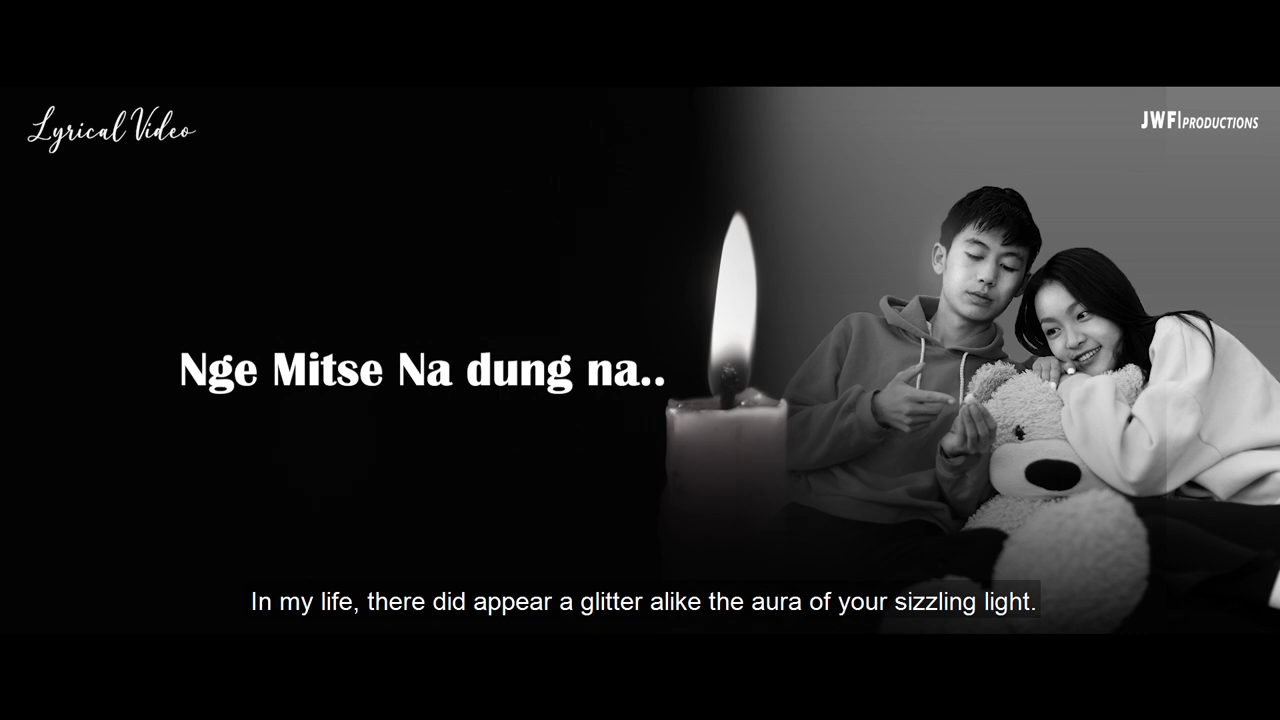 Lyrical Video
JWF|PRODUCTIONS
Nge Mitse Na dung na..
In my life, there did appear a glitter alike the aura of your sizzling light.